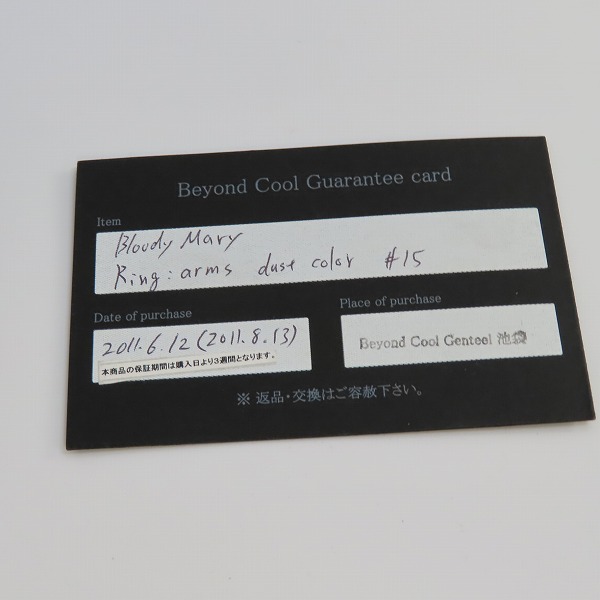 Beyond Cool Guarantee card
Item
Bloody Mary
Ring: arms dust color #15
Date of purchase
2011.6.12 (2011.8.13)
本商品の保証期間は購入日より3週間となります。
Place of purchase
Beyond Cool Genteel 池袋
※ 返品・交換はご容赦下さい。